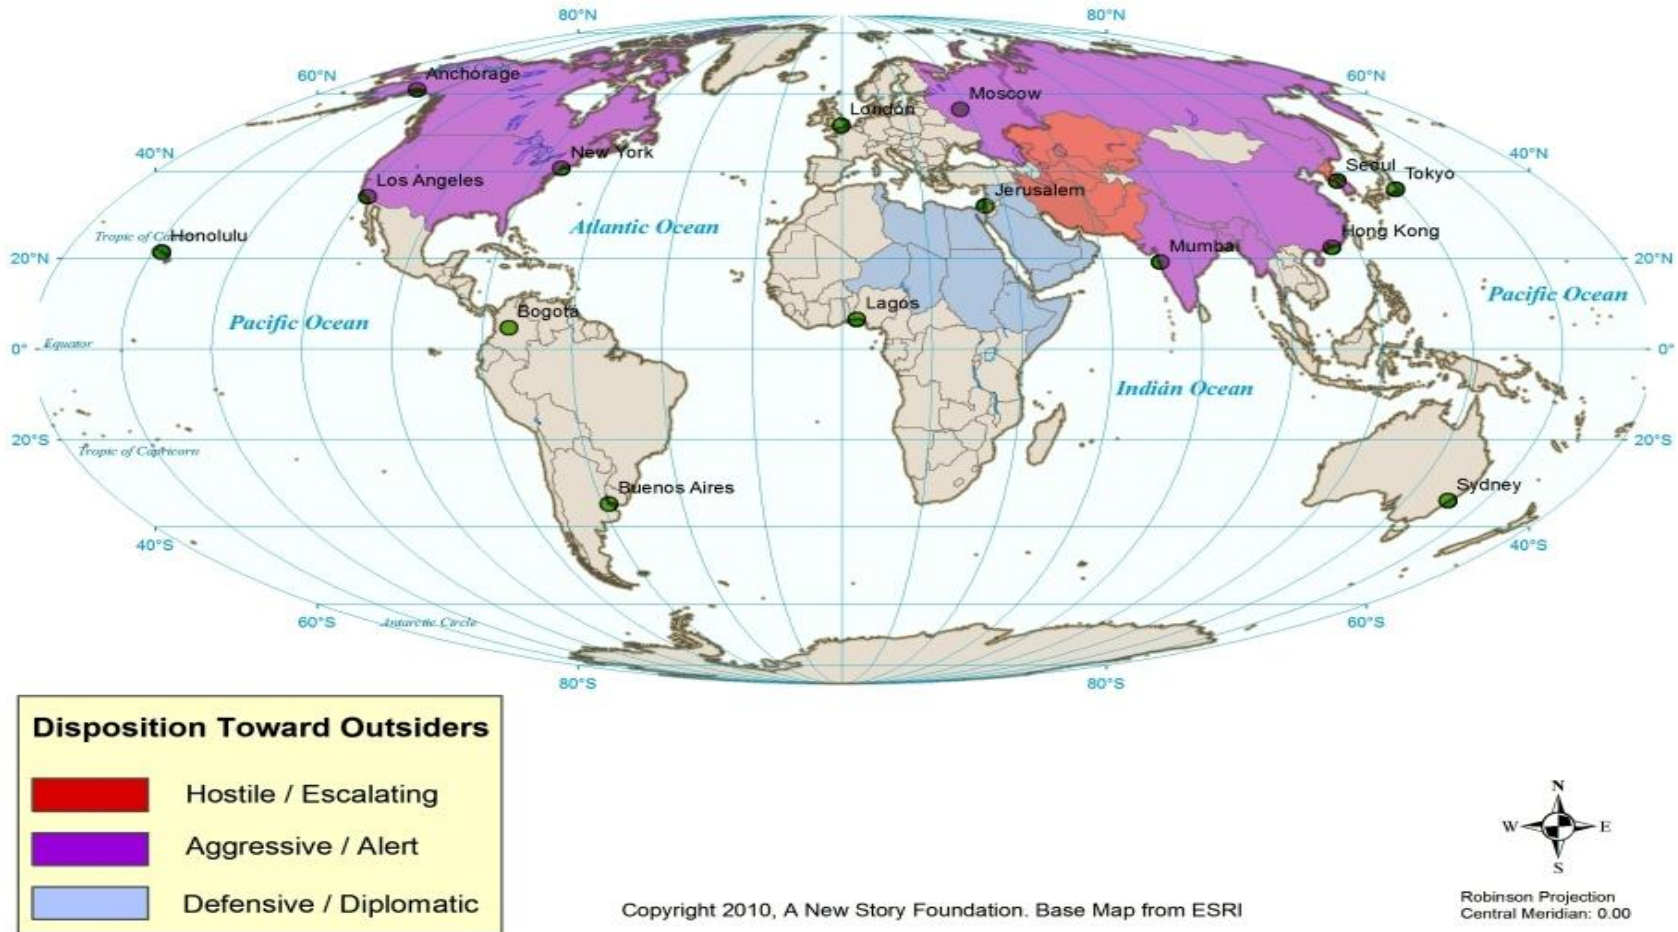 80°N
80°N
60°N
60°N
Anchorage
Moscow
London
40°N
40°N
New York
Seoul
Tokyo
Los Angeles
Jerusalem
Atlantic Ocean
Hong Kong
Tropic of
Honolulu
Mumbai
20°N
20°N
Pacific Ocean
Lagos
Bogota
Pacific Ocean
Equator
0°
0°
Indian Ocean
20°S
20°S
Tropic of Capricorn
Buenos Aires
Sydney
40°S
40°S
60°S
60°S
Antarctic Circle
80°S
80°S
Disposition Toward Outsiders
Hostile / Escalating
Aggressive / Alert
Defensive / Diplomatic
N
W E
S
Robinson Projection
Central Meridian: 0.00
Copyright 2010, A New Story Foundation. Base Map from ESRI